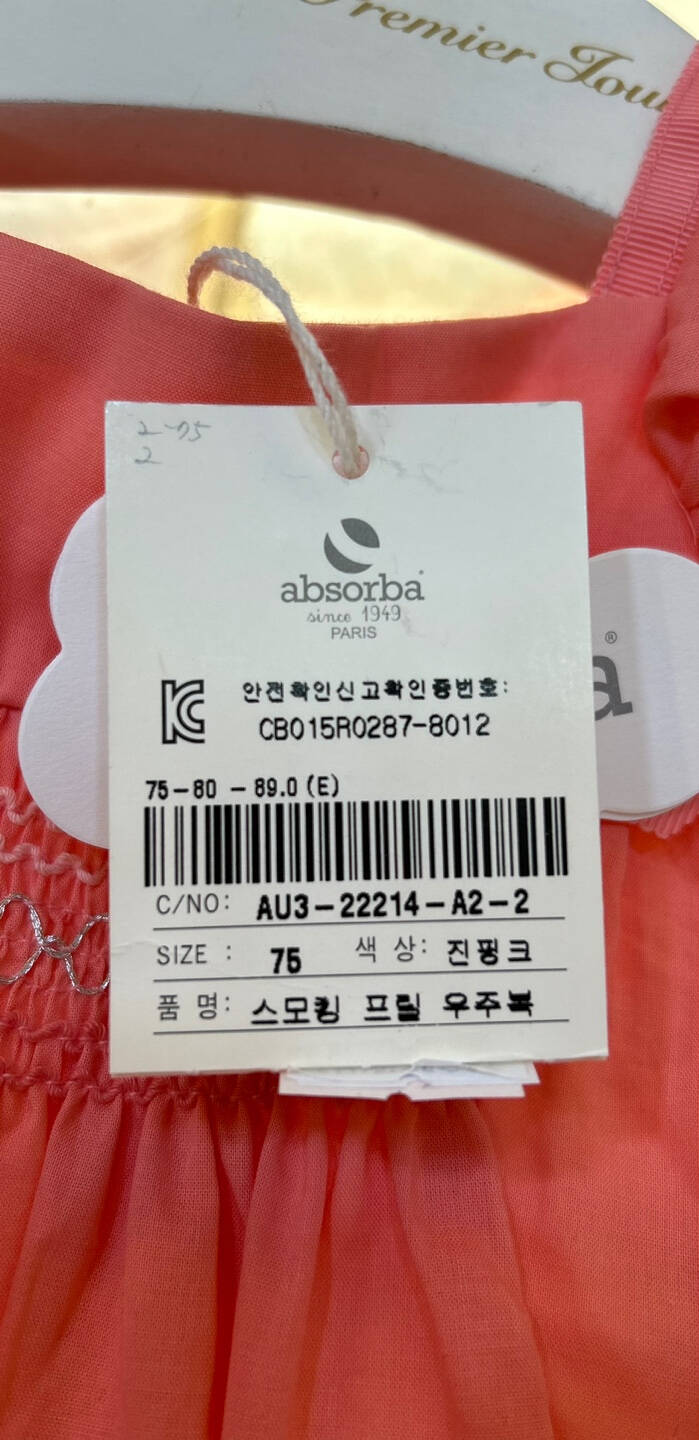 Premier Jou
2-75
2
absorba
since 1949
PARIS
KC
안전확인신고확인증번호:
CB015R0287-8012
75-80 - 89.0 (E)
C/NO: AU3-22214-A2-2
SIZE : 75 색 상: 진핑크
품 명: 스모킹 프릴 우주복
a®